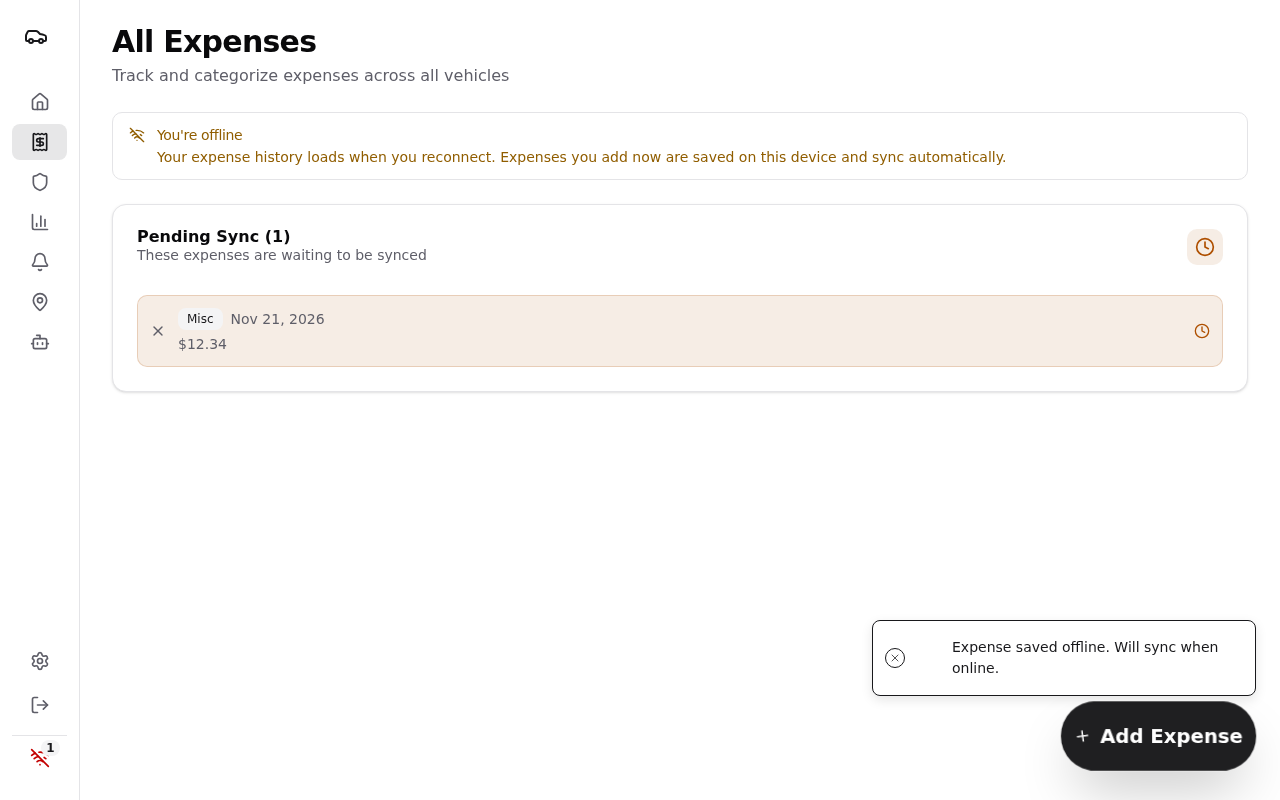 All Expenses
Track and categorize expenses across all vehicles
You're offline
Your expense history loads when you reconnect. Expenses you add now are saved on this device and sync automatically.
Pending Sync (1)
These expenses are waiting to be synced
Misc Nov 21, 2026
$12.34
Expense saved offline. Will sync when
online.
+ Add Expense
1